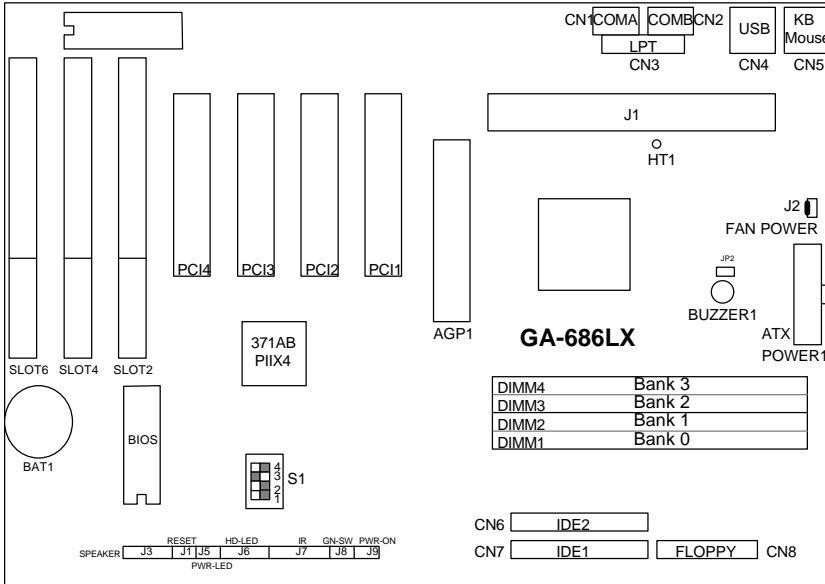 CN1 COMA COMB CN2 USB KB
Mouse
LPT
CN3 CN4 CN5
J1
HT1
J2
FAN POWER
JP2
BUZZER1
PCI4 PCI3 PCI2 PCI1
AGP1
GA-686LX
ATX
POWER1
371AB
PIIX4
SLOT6 SLOT4 SLOT2
DIMM4 Bank 3
DIMM3 Bank 2
DIMM2 Bank 1
DIMM1 Bank 0
BAT1
BIOS
4
3
2
1
S1
CN6 IDE2
CN7 IDE1 FLOPPY CN8
RESET HD-LED IR GN-SW PWR-ON
SPEAKER J3 J1 J5 J6 J7 J8 J9
PWR-LED